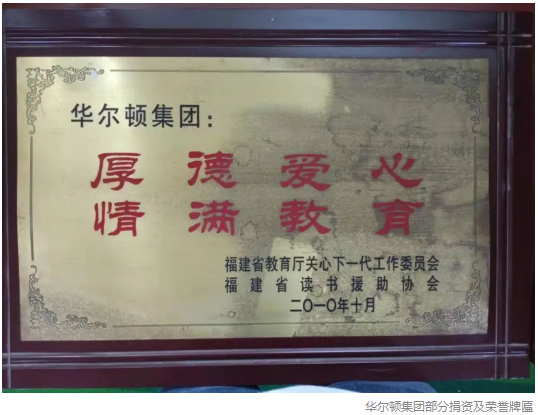 华尔顿集团：
厚德爱心
情满教育
福建省教育厅关心下一代工作委员会
福建省读书援助协会
二〇一〇年十月
华尔顿集团部分捐资及荣誉牌匾